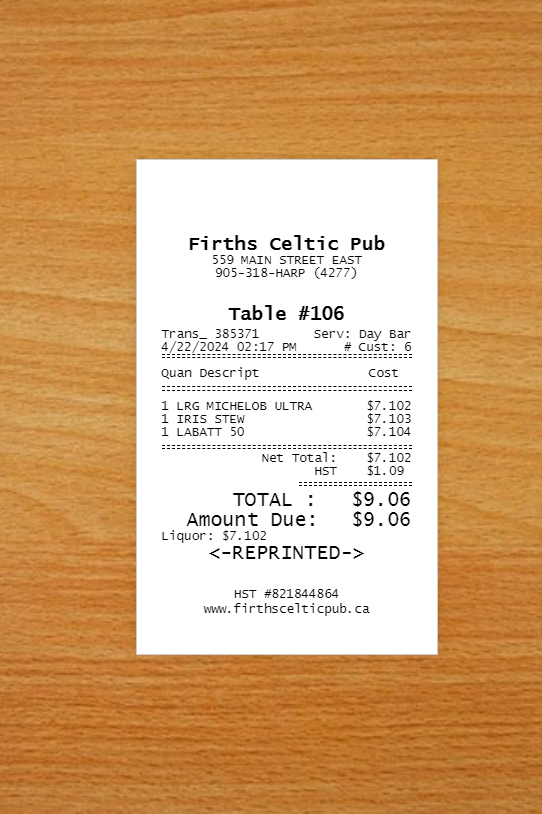 Firths Celtic Pub
559 MAIN STREET EAST
905-318-HARP (4277)
Table #106
Trans_ 385371 Serv: Day Bar
4/22/2024 02:17 PM # Cust: 6
Quan Descript Cost
1 LRG MICHELOB ULTRA $7.102
1 IRIS STEW $7.103
1 LABATT 50 $7.104
Net Total: $7.102
HST $1.09
TOTAL : $9.06
Amount Due: $9.06
Liquor: $7.102
<-REPRINTED->
HST #821844864
www.firthscelticpub.ca